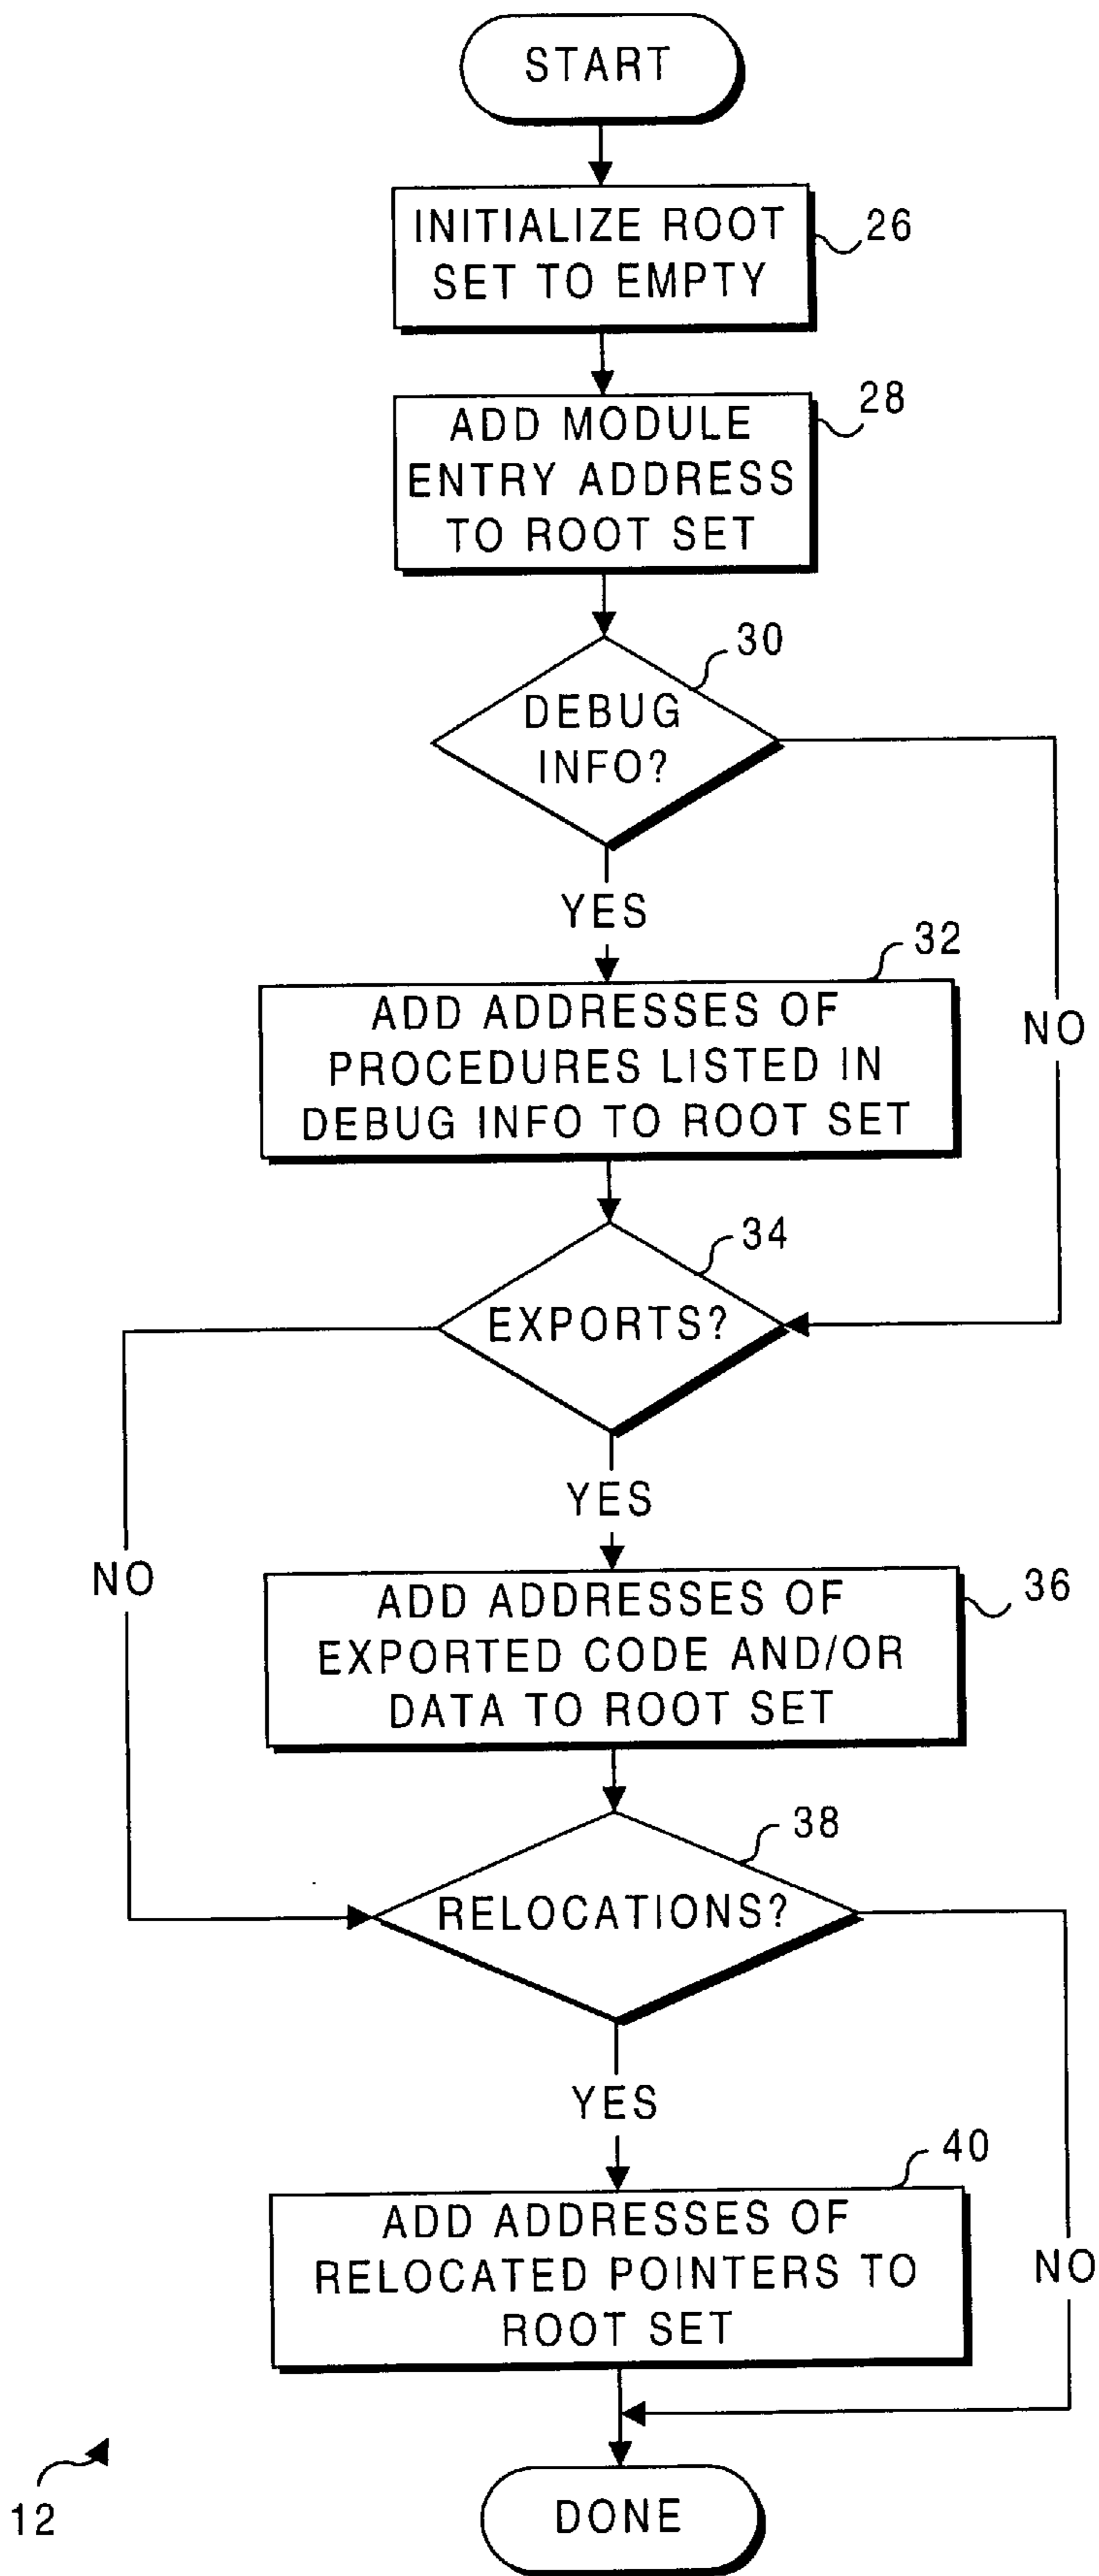 START
INITIALIZE ROOT
SET TO EMPTY
26
ADD MODULE
ENTRY ADDRESS
TO ROOT SET
28
30
DEBUG
INFO?
YES
NO
32
ADD ADDRESSES OF
PROCEDURES LISTED IN
DEBUG INFO TO ROOT SET
34
EXPORTS?
YES
NO
36
ADD ADDRESSES OF
EXPORTED CODE AND/OR
DATA TO ROOT SET
38
RELOCATIONS?
YES
NO
40
ADD ADDRESSES OF
RELOCATED POINTERS TO
ROOT SET
DONE
12